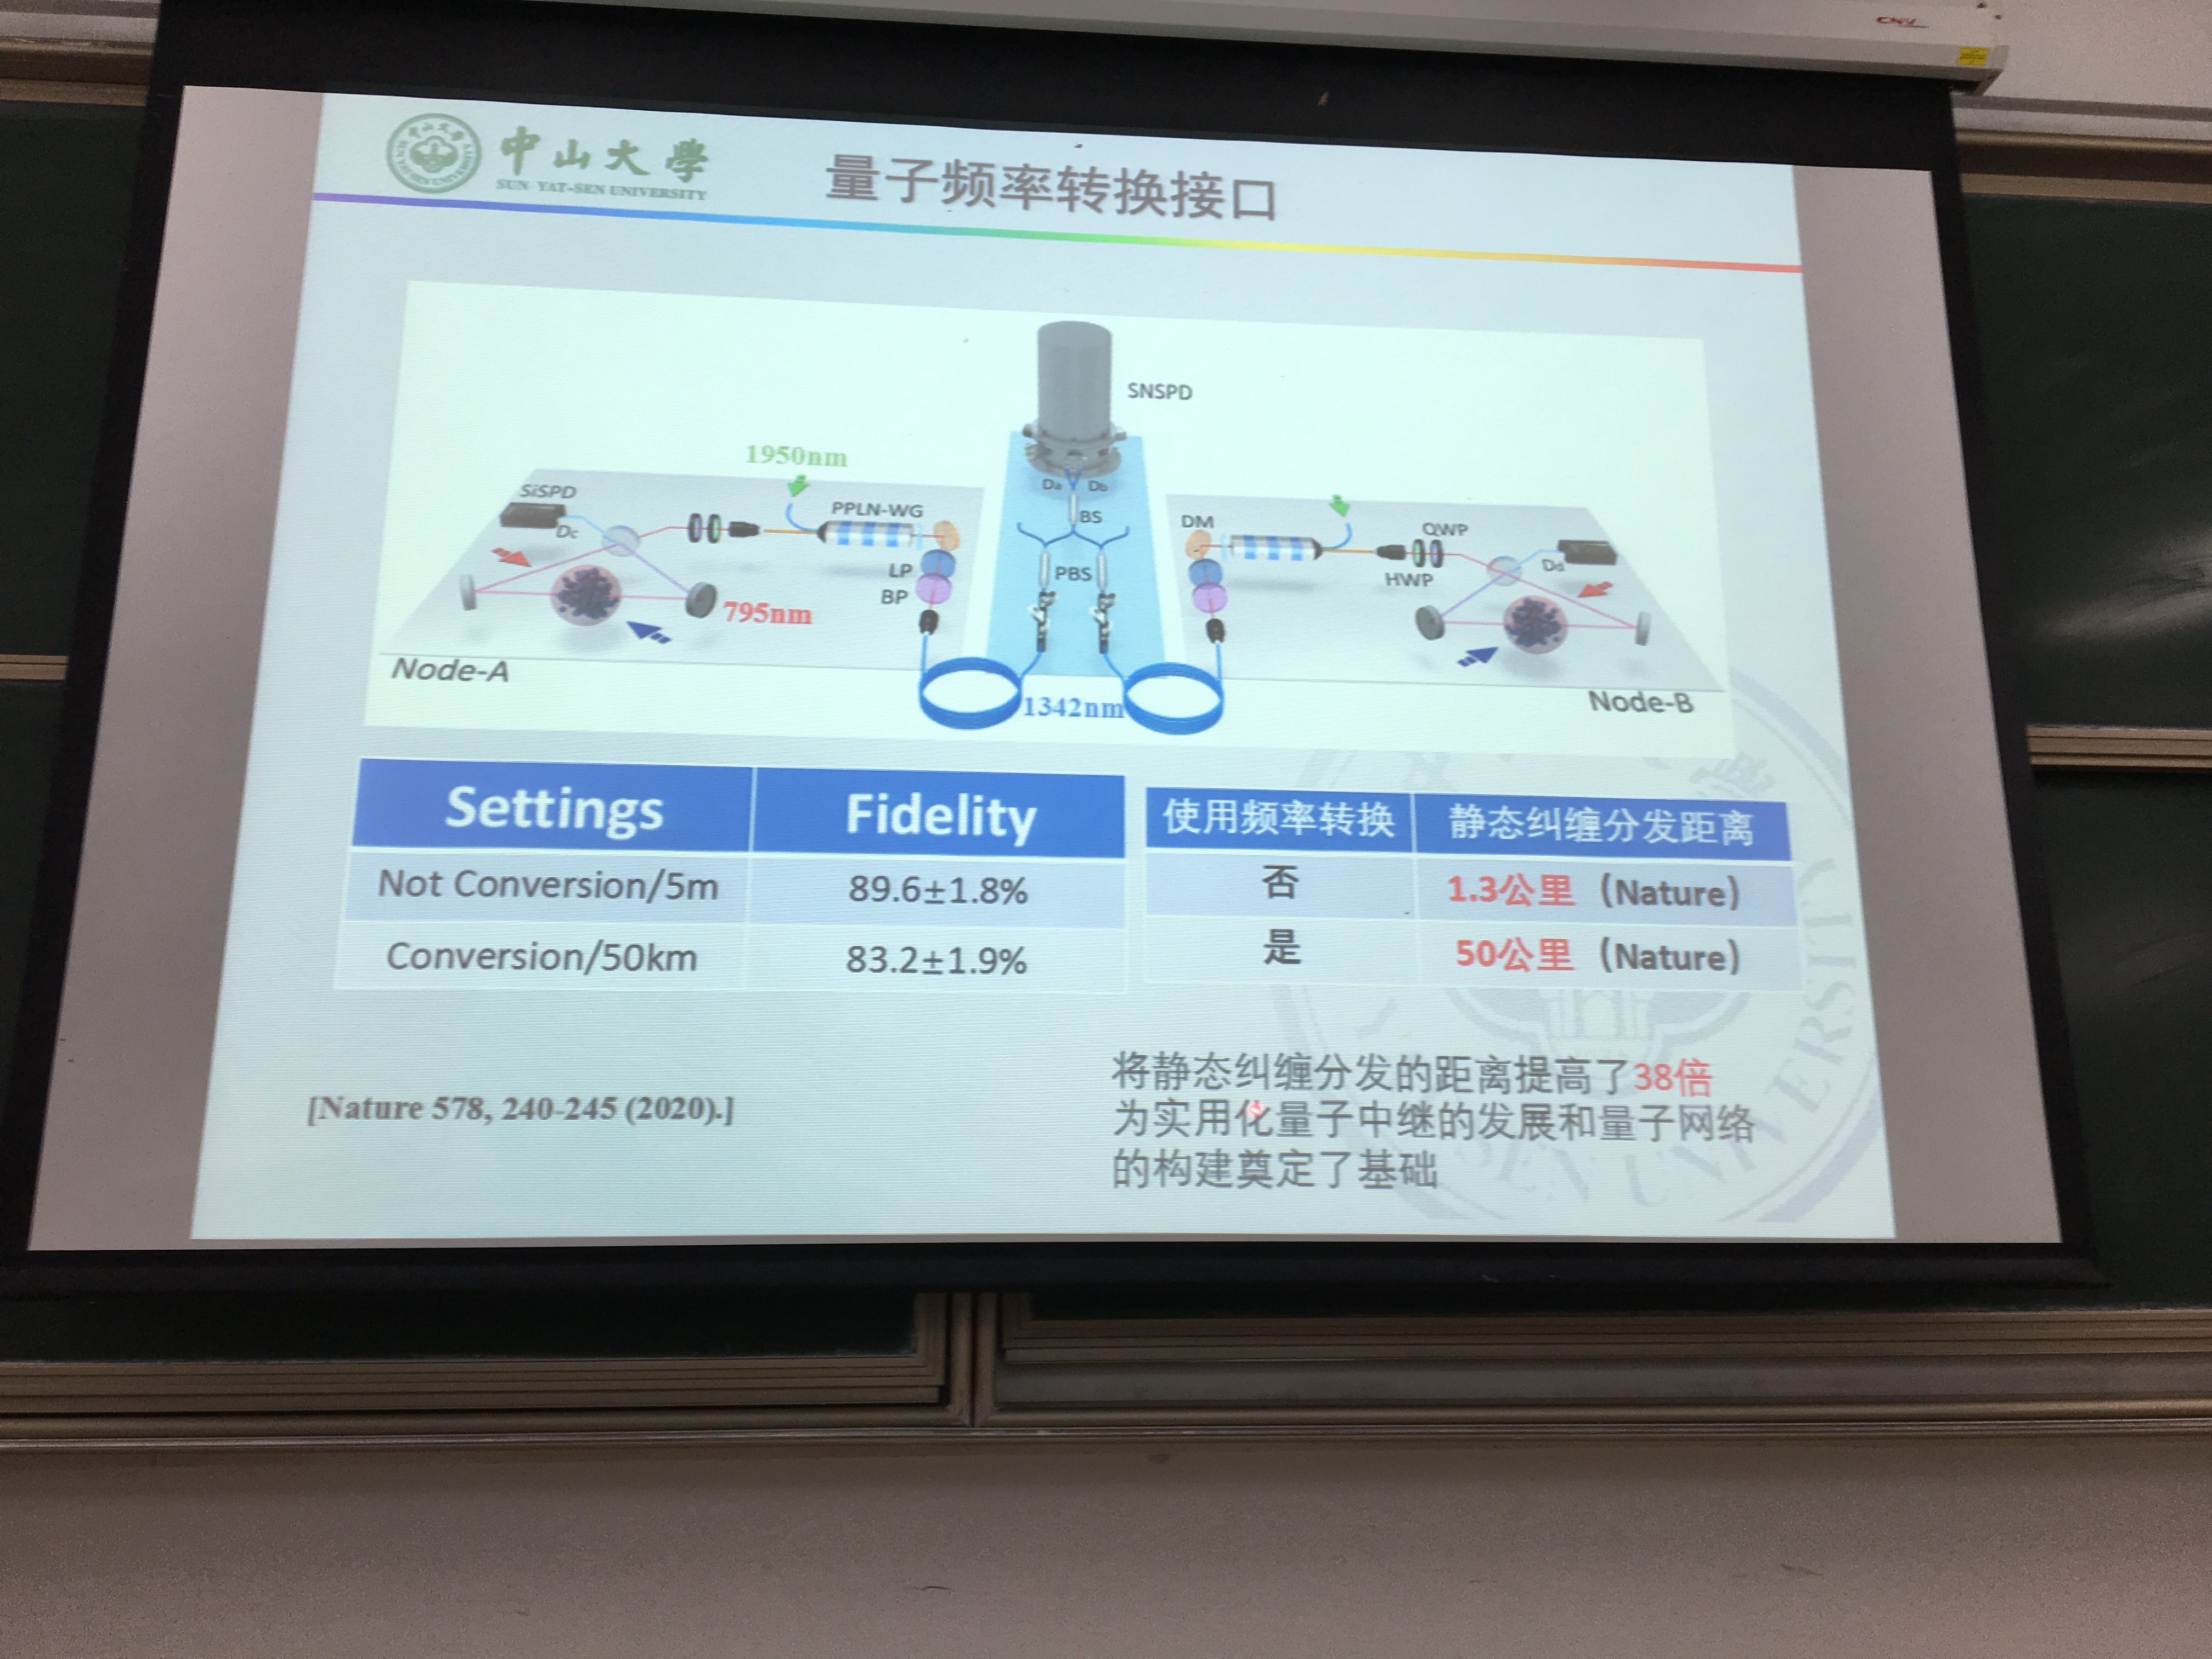 CNV
中山大學
SUN YAT-SEN UNIVERSITY
量子频率转换接口
SNSPD
1950nm
SiSPD
Dc
PPLN-WG
LP
BP
795nm
Node-A
Da
Db
BS
PBS
1342nm
DM
QWP
HWP
Dd
Node-B
Settings
Fidelity
Not Conversion/5m
89.6±1.8%
Conversion/50km
83.2±1.9%
使用频率转换
静态纠缠分发距离
否
1.3公里（Nature）
是
50公里（Nature）
[Nature 578, 240-245 (2020).]
将静态纠缠分发的距离提高了38倍
为实用化量子中继的发展和量子网络
的构建奠定了基础